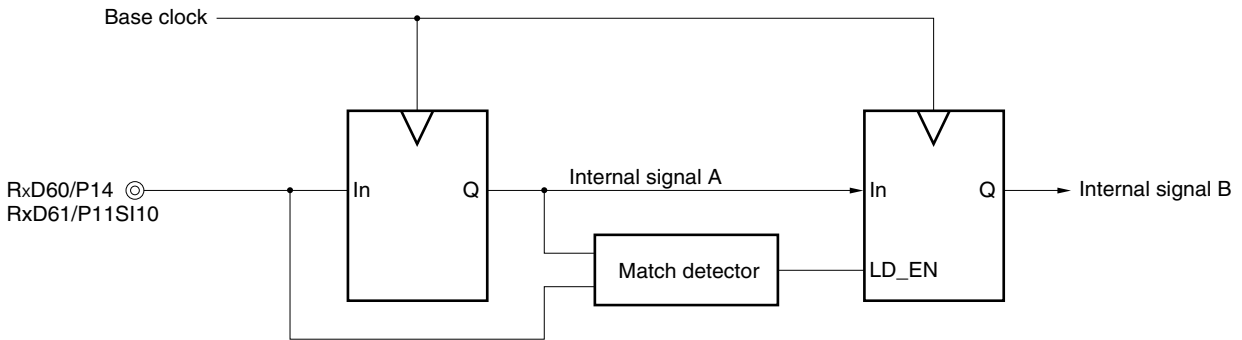 Base clock
RxD60/P14
RxD61/P11SI10
In
Q
Internal signal A
In
Q
Internal signal B
Match detector
LD_EN